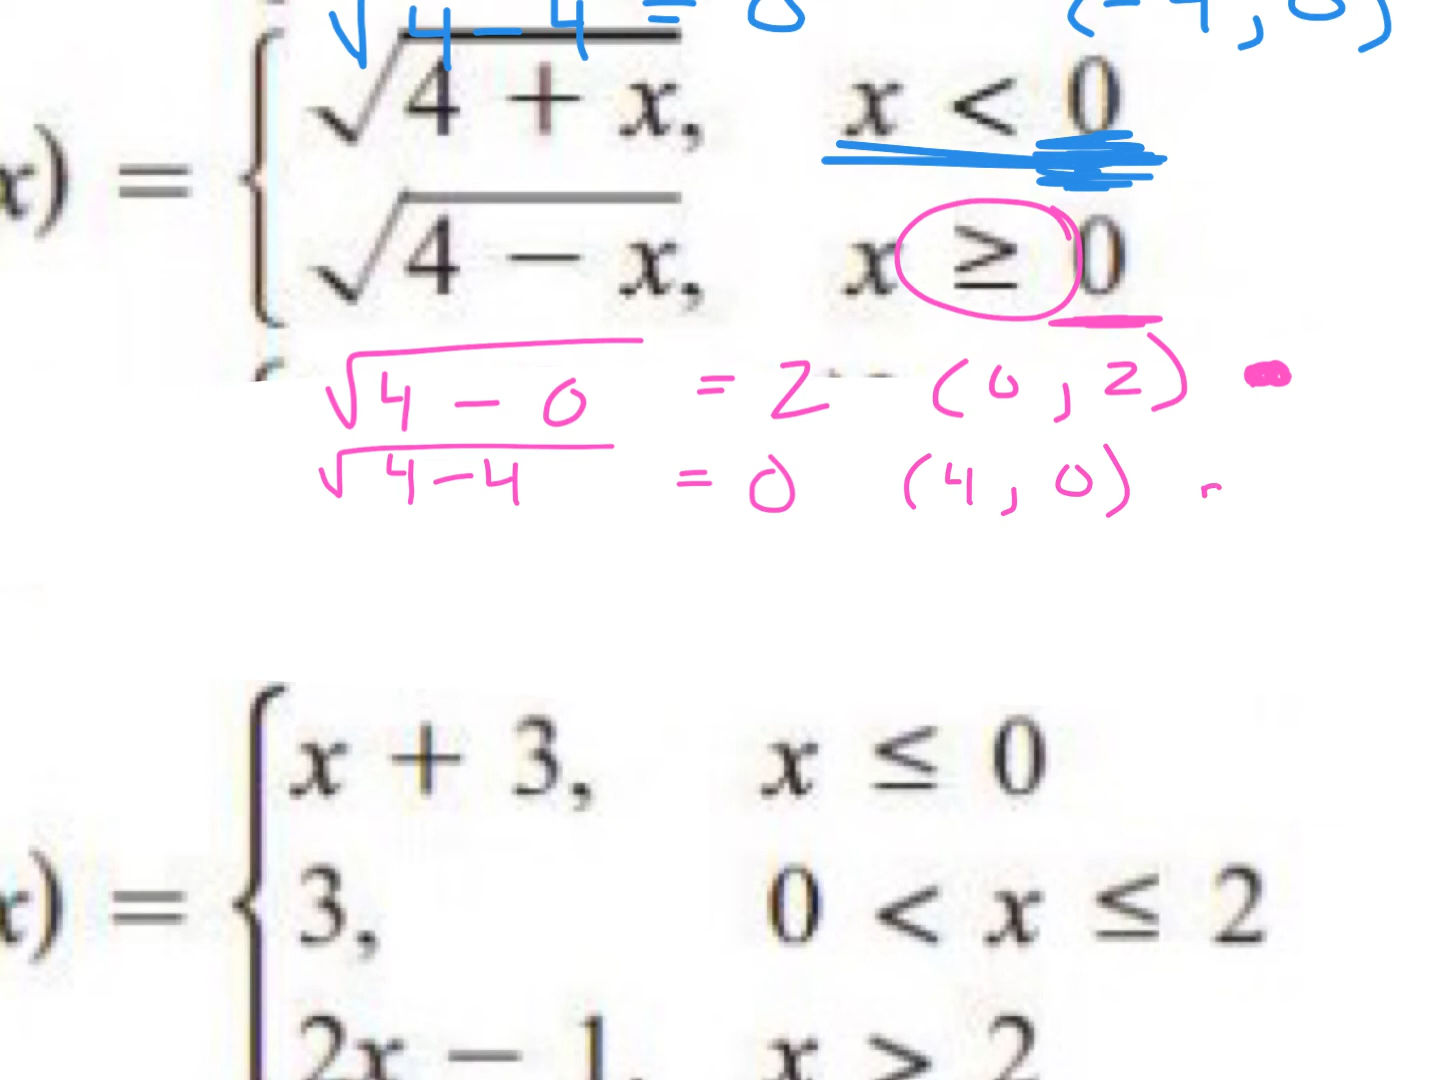 √4 - 4 = 0 (-4, 0)
x) = { √4 + x, x < 0
√4 − x, x ≥ 0
√4 - 0 = 2 (0, 2)
√4-4 = 0 (4, 0)
x) = { x + 3, x ≤ 0
3, 0 < x ≤ 2
2x − 1, x > 2